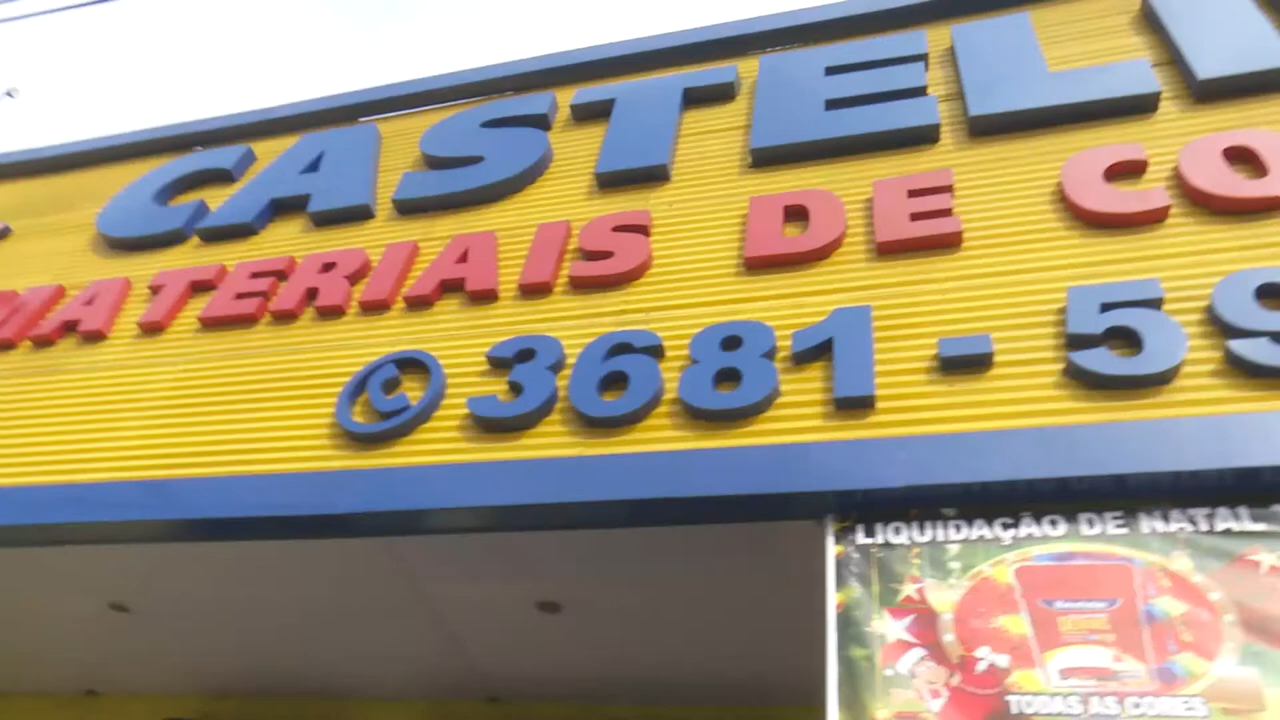 CASTEL
MATERIAIS DE CO
3681-59
LIQUIDAÇÃO DE NATAL
TODAS AS CORES